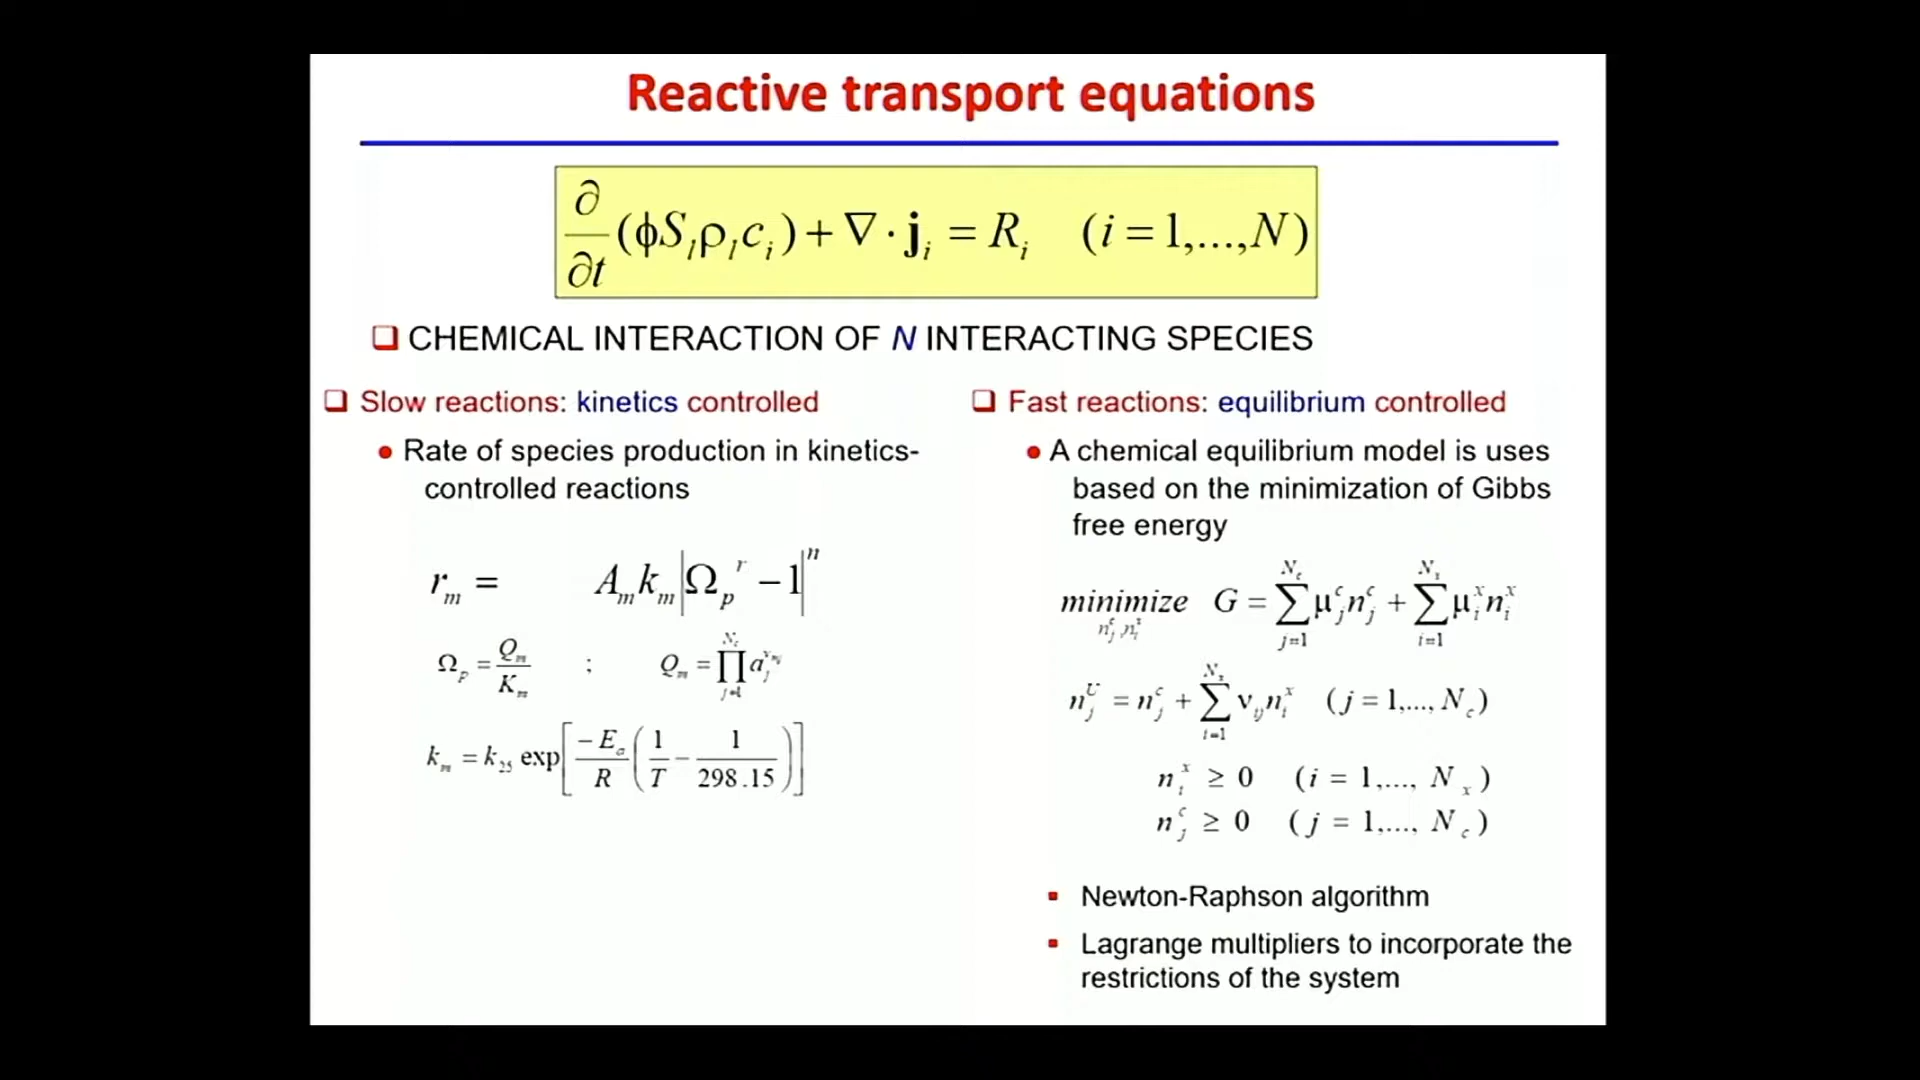 Reactive transport equations
∂/∂t (ϕS_l ρ_l c_i) + ∇ · j_i = R_i (i = 1,...,N)
❑ CHEMICAL INTERACTION OF N INTERACTING SPECIES
❑ Slow reactions: kinetics controlled
● Rate of species production in kinetics-
controlled reactions
r_m = A_m k_m |Ω_p^r − 1|^n
Ω_p = Q_m / K_m ; Q_m = ∏_{j=1}^{N_c} a_j^{ν_mj}
k_m = k_25 exp[ −E_a / R ( 1/T − 1/298.15 ) ]
❑ Fast reactions: equilibrium controlled
● A chemical equilibrium model is uses
based on the minimization of Gibbs
free energy
minimize G = ∑_{j=1}^{N_c} μ_j^c n_j^c + ∑_{i=1}^{N_x} μ_i^x n_i^x
n_j^c, n_i^x
n_j^U = n_j^c + ∑_{i=1}^{N_x} ν_ij n_i^x (j = 1,..., N_c)
n_i^x ≥ 0 (i = 1,..., N_x)
n_j^c ≥ 0 (j = 1,..., N_c)
▪ Newton-Raphson algorithm
▪ Lagrange multipliers to incorporate the
restrictions of the system